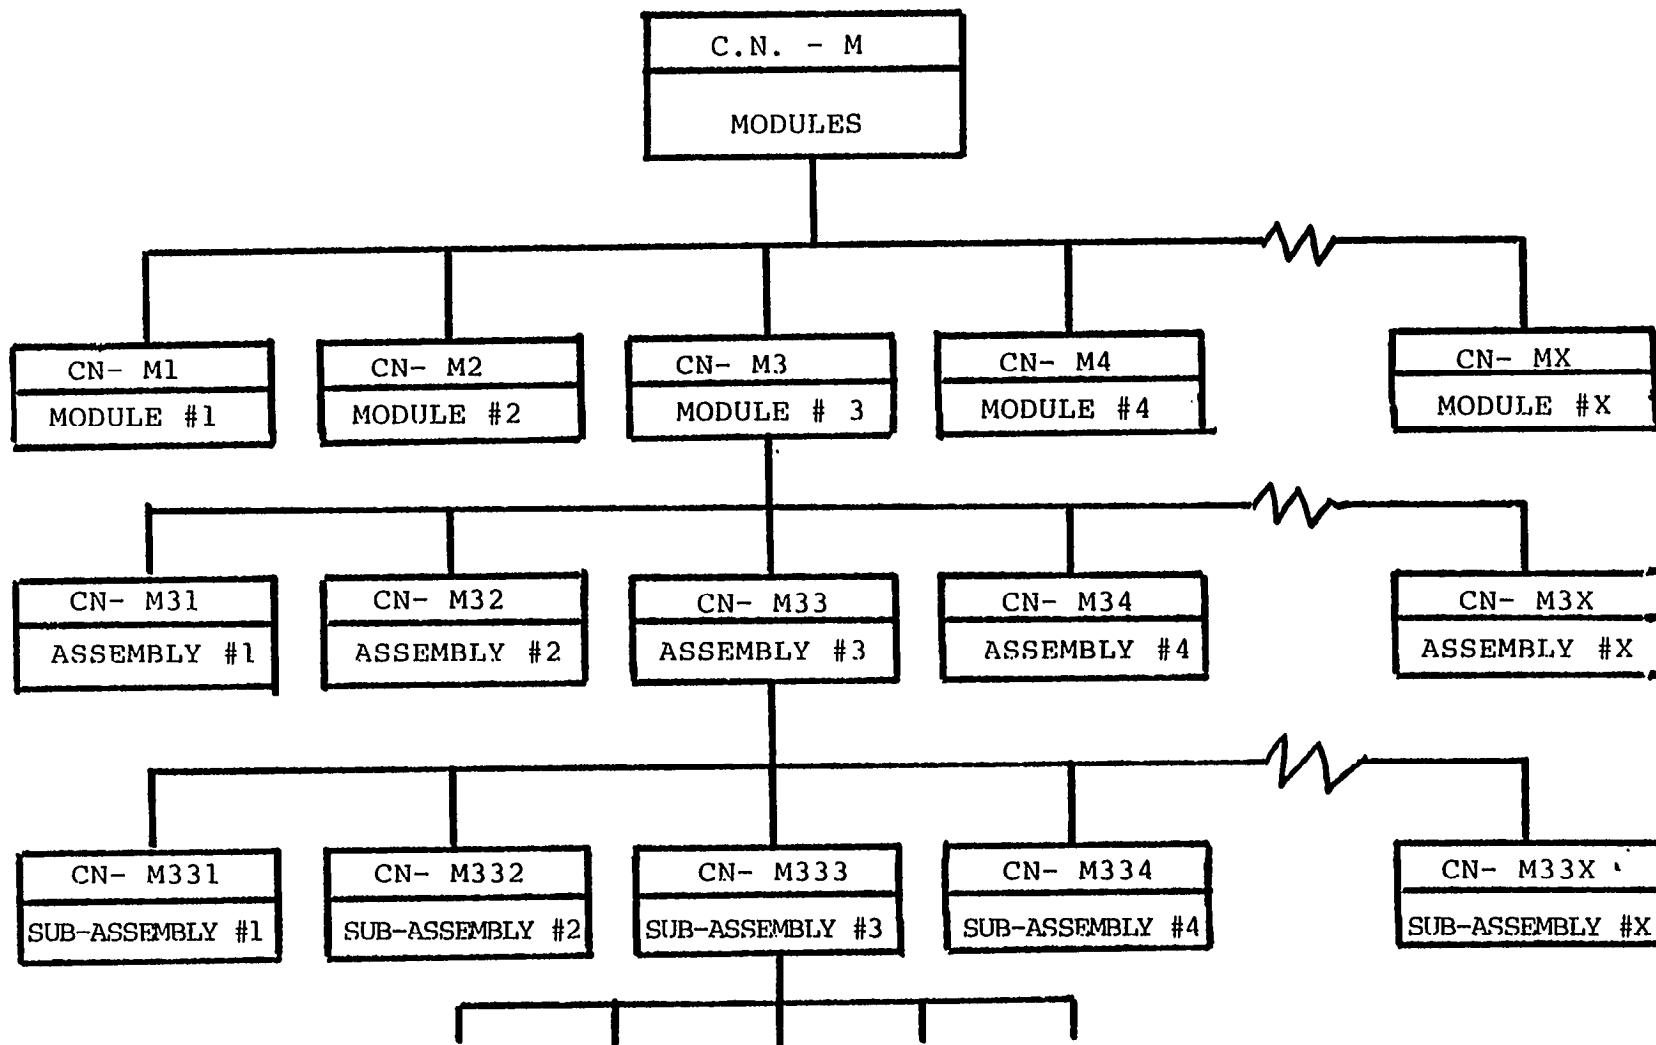 C.N. - M
MODULES
CN- M1
MODULE #1
CN- M2
MODULE #2
CN- M3
MODULE # 3
CN- M4
MODULE #4
CN- MX
MODULE #X
CN- M31
ASSEMBLY #1
CN- M32
ASSEMBLY #2
CN- M33
ASSEMBLY #3
CN- M34
ASSEMBLY #4
CN- M3X
ASSEMBLY #X
CN- M331
SUB-ASSEMBLY #1
CN- M332
SUB-ASSEMBLY #2
CN- M333
SUB-ASSEMBLY #3
CN- M334
SUB-ASSEMBLY #4
CN- M33X
SUB-ASSEMBLY #X